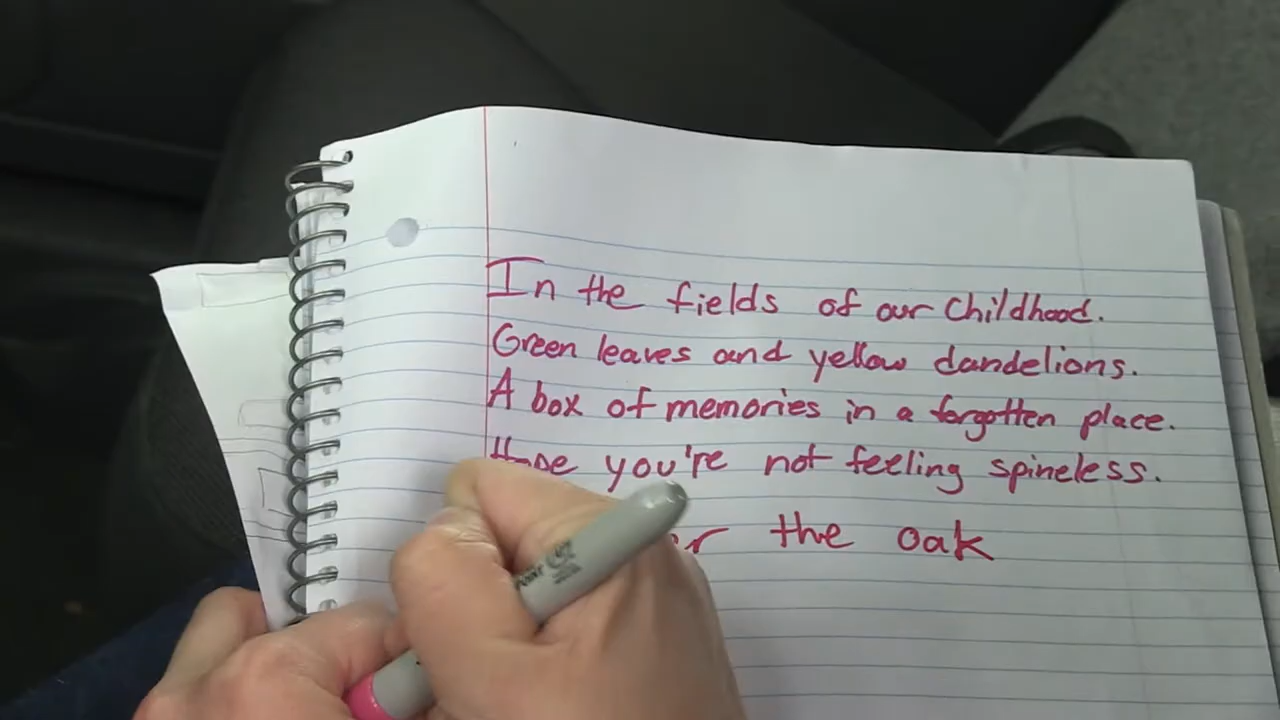 In the fields of our Childhood.
Green leaves and yellow dandelions.
A box of memories in a forgotten place.
Hope you're not feeling spineless.
the oak